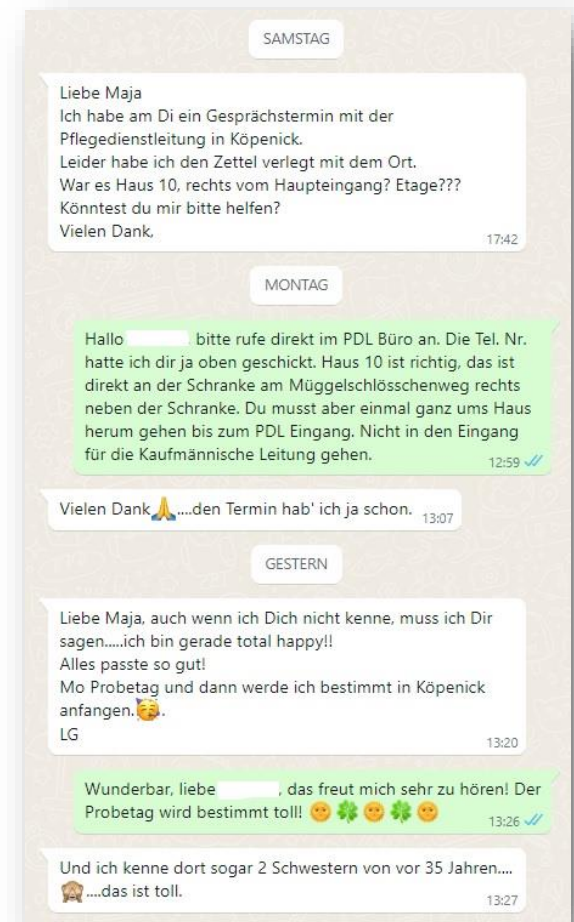 SAMSTAG
Liebe Maja
Ich habe am Di ein Gesprächstermin mit der
Pflegedienstleitung in Köpenick.
Leider habe ich den Zettel verlegt mit dem Ort.
War es Haus 10, rechts vom Haupteingang? Etage???
Könntest du mir bitte helfen?
Vielen Dank,
17:42
MONTAG
Hallo , bitte rufe direkt im PDL Büro an. Die Tel. Nr.
hatte ich dir ja oben geschickt. Haus 10 ist richtig, das ist
direkt an der Schranke am Müggelschlösschenweg rechts
neben der Schranke. Du musst aber einmal ganz ums Haus
herum gehen bis zum PDL Eingang. Nicht in den Eingang
für die Kaufmännische Leitung gehen.
12:59
Vielen Dank🙏....den Termin hab' ich ja schon.
13:07
GESTERN
Liebe Maja, auch wenn ich Dich nicht kenne, muss ich Dir
sagen.....ich bin gerade total happy!!
Alles passte so gut!
Mo Probetag und dann werde ich bestimmt in Köpenick
anfangen.🥳.
LG
13:20
Wunderbar, liebe , das freut mich sehr zu hören! Der
Probetag wird bestimmt toll! 🌞🍀🌞🍀🌞
13:26
Und ich kenne dort sogar 2 Schwestern von vor 35 Jahren....
🙈....das ist toll.
13:27